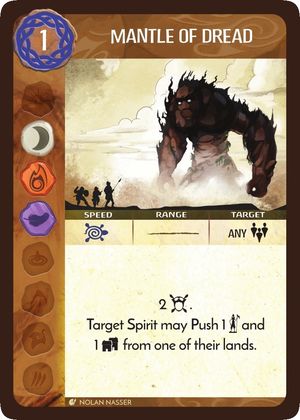 1
MANTLE OF DREAD
SPEED RANGE TARGET
ANY
2 .
Target Spirit may Push 1 and
1 from one of their lands.
NOLAN NASSER